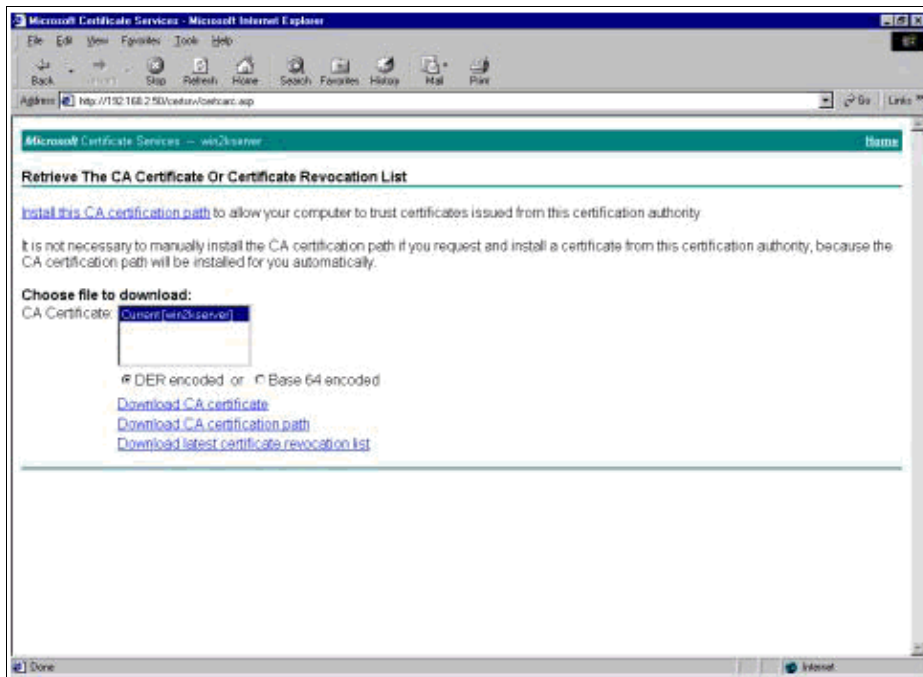 Microsoft Certificate Services - Microsoft Internet Explorer
File Edit View Favorites Tools Help
Back Stop Refresh Home Search Favorites History Mail Print
Address http://192.168.2.50/certsrv/certcarc.asp Go Links
Microsoft Certificate Services -- win2kserver Home
Retrieve The CA Certificate Or Certificate Revocation List
Install this CA certification path to allow your computer to trust certificates issued from this certification authority
It is not necessary to manually install the CA certification path if you request and install a certificate from this certification authority, because the
CA certification path will be installed for you automatically.
Choose file to download:
CA Certificate: Current [win2kserver]
DER encoded or Base 64 encoded
Download CA certificate
Download CA certification path
Download latest certificate revocation list
Done Internet